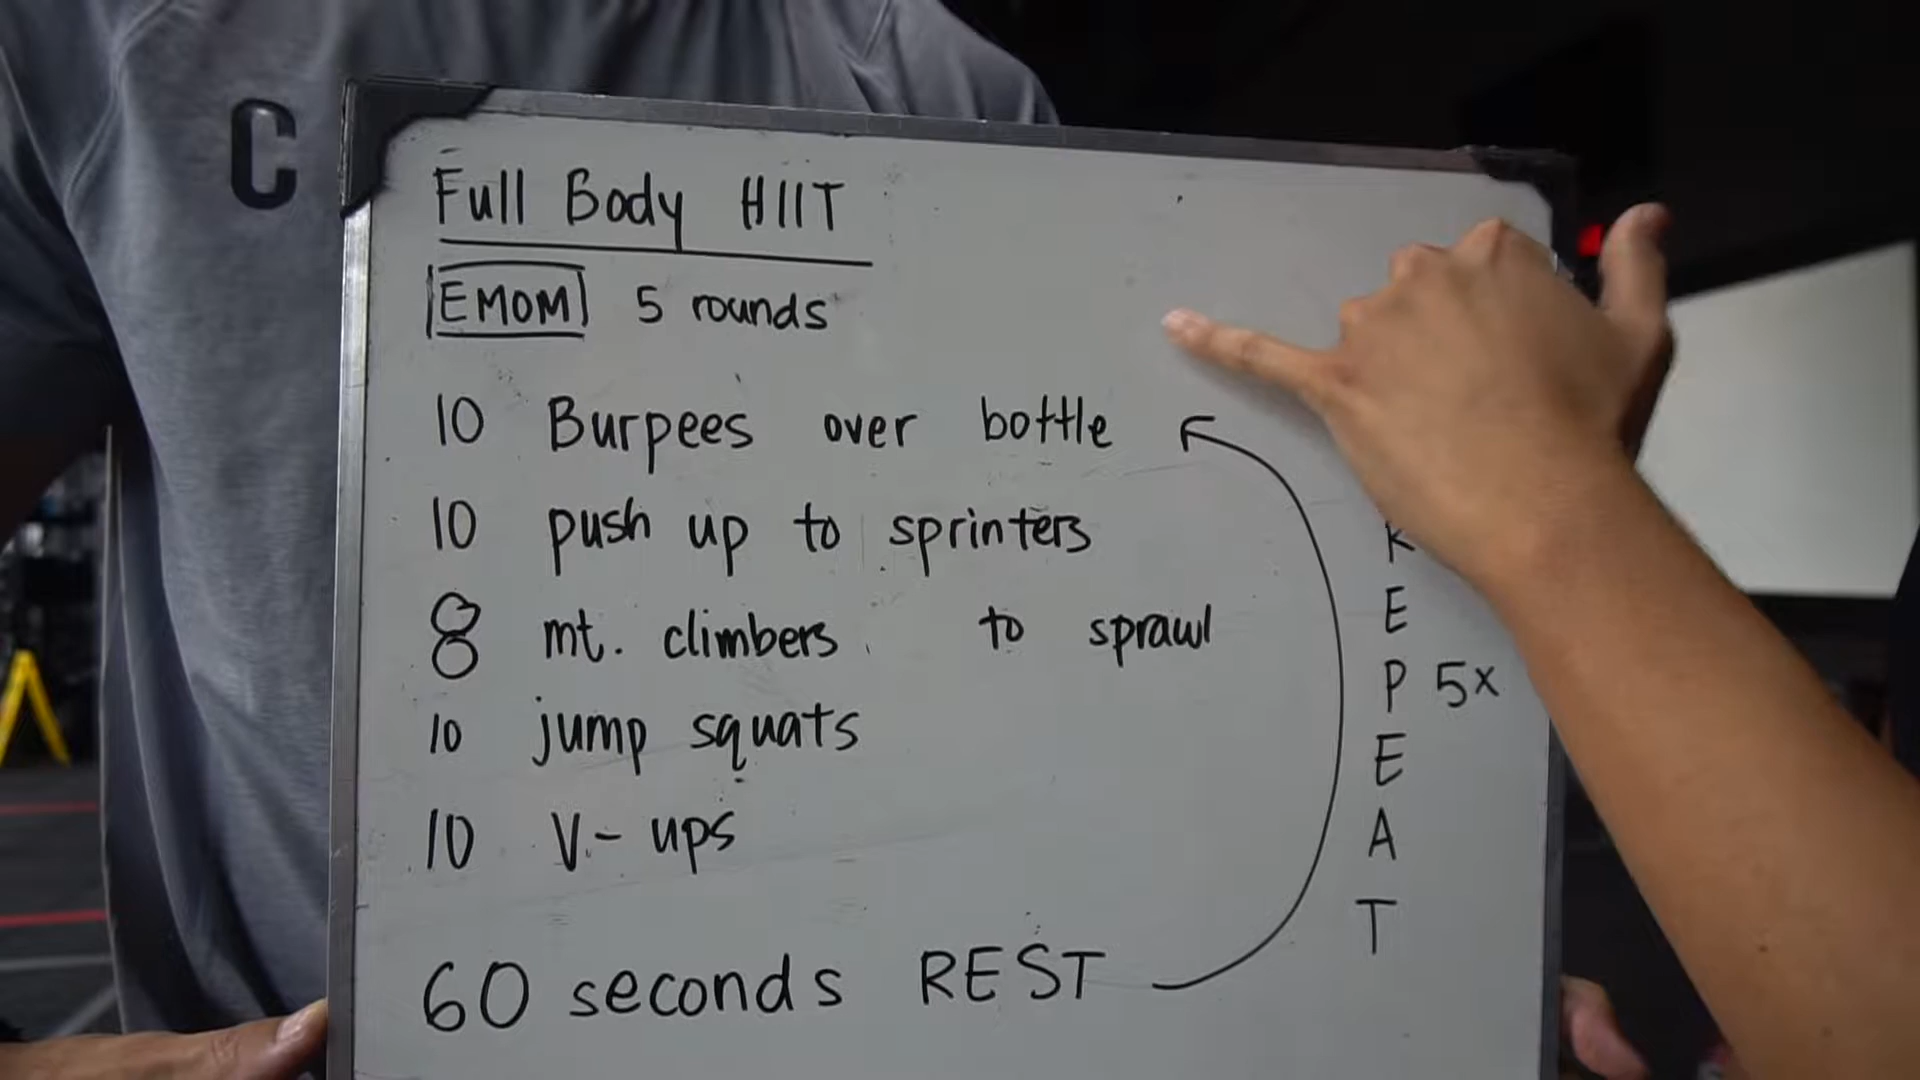 C
Full Body HIIT
EMOM 5 rounds
10 Burpees over bottle
10 push up to sprinters
8 mt. climbers to sprawl
10 jump squats
10 V-ups
60 seconds REST
REPEAT
5x